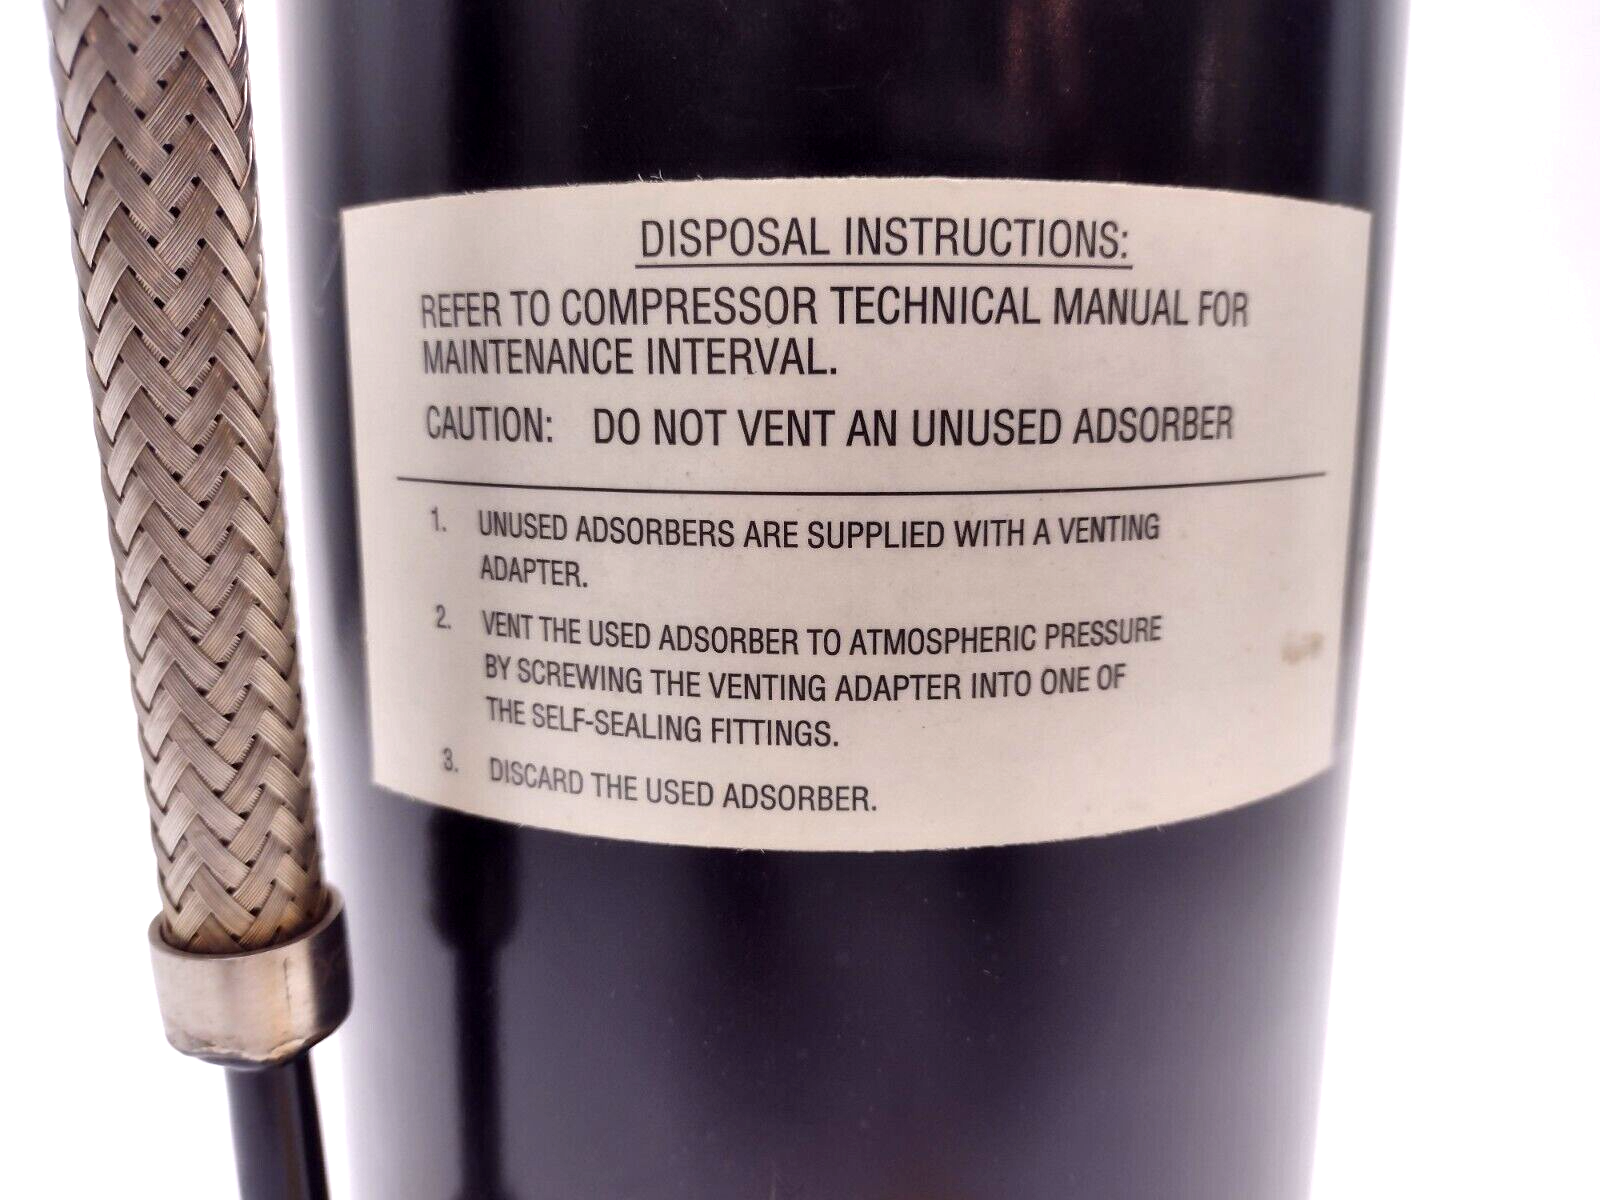 DISPOSAL INSTRUCTIONS:
REFER TO COMPRESSOR TECHNICAL MANUAL FOR
MAINTENANCE INTERVAL.
CAUTION: DO NOT VENT AN UNUSED ADSORBER
1. UNUSED ADSORBERS ARE SUPPLIED WITH A VENTING
ADAPTER.
2. VENT THE USED ADSORBER TO ATMOSPHERIC PRESSURE
BY SCREWING THE VENTING ADAPTER INTO ONE OF
THE SELF-SEALING FITTINGS.
3. DISCARD THE USED ADSORBER.